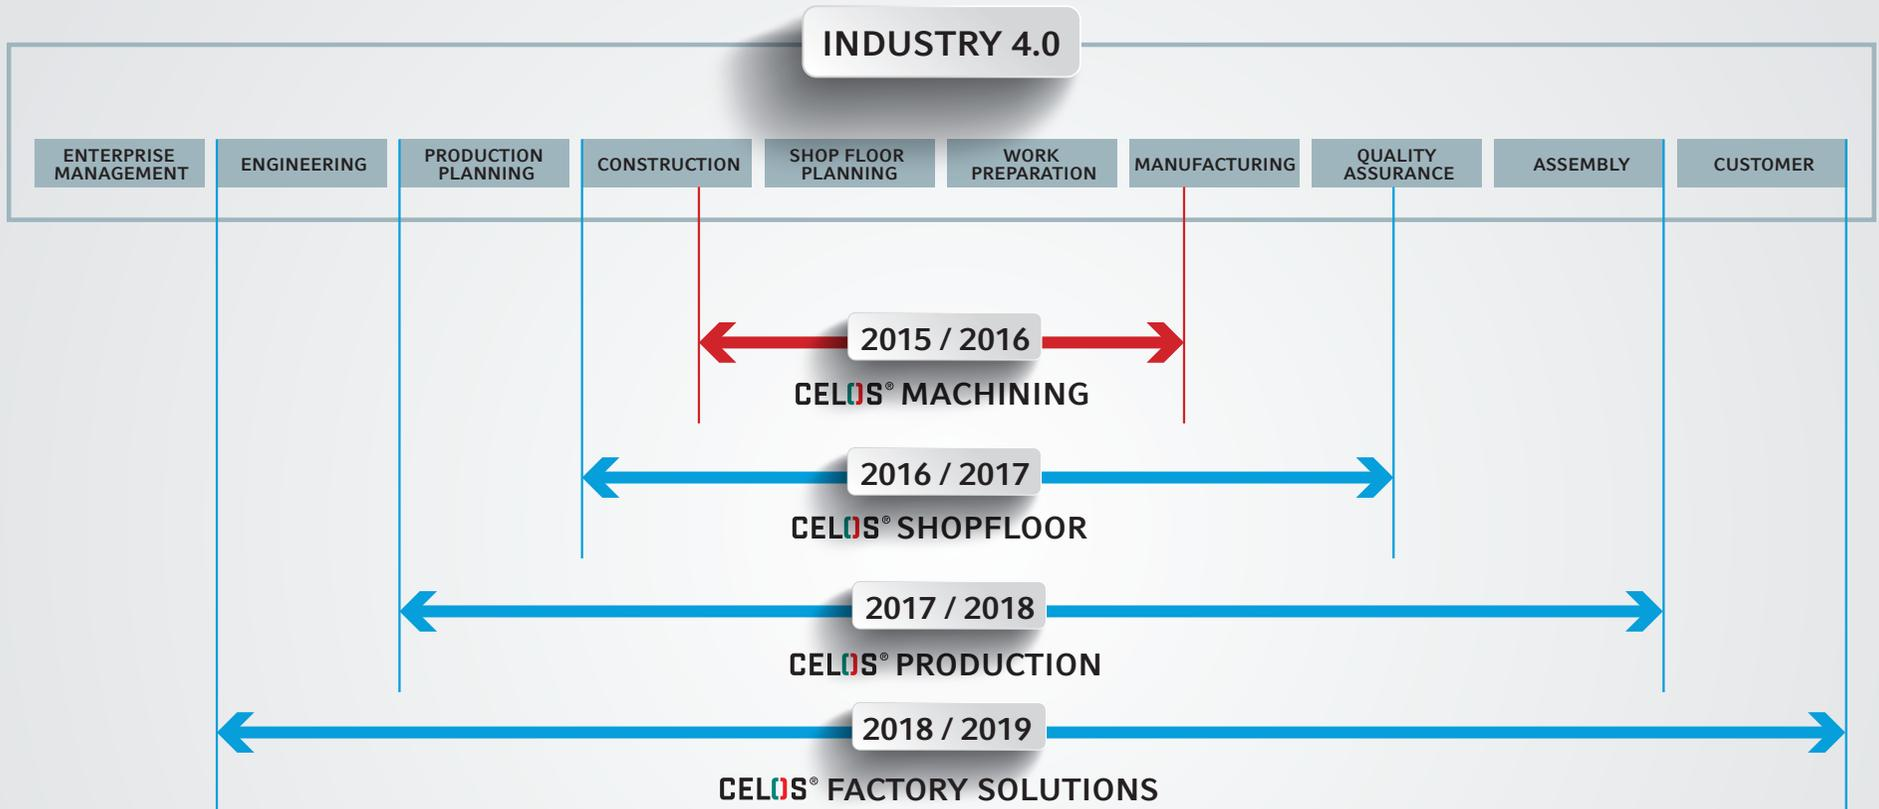 INDUSTRY 4.0
ENTERPRISE
MANAGEMENT
ENGINEERING
PRODUCTION
PLANNING
CONSTRUCTION
SHOP FLOOR
PLANNING
WORK
PREPARATION
MANUFACTURING
QUALITY
ASSURANCE
ASSEMBLY
CUSTOMER
2015 / 2016
CELOS® MACHINING
2016 / 2017
CELOS® SHOPFLOOR
2017 / 2018
CELOS® PRODUCTION
2018 / 2019
CELOS® FACTORY SOLUTIONS